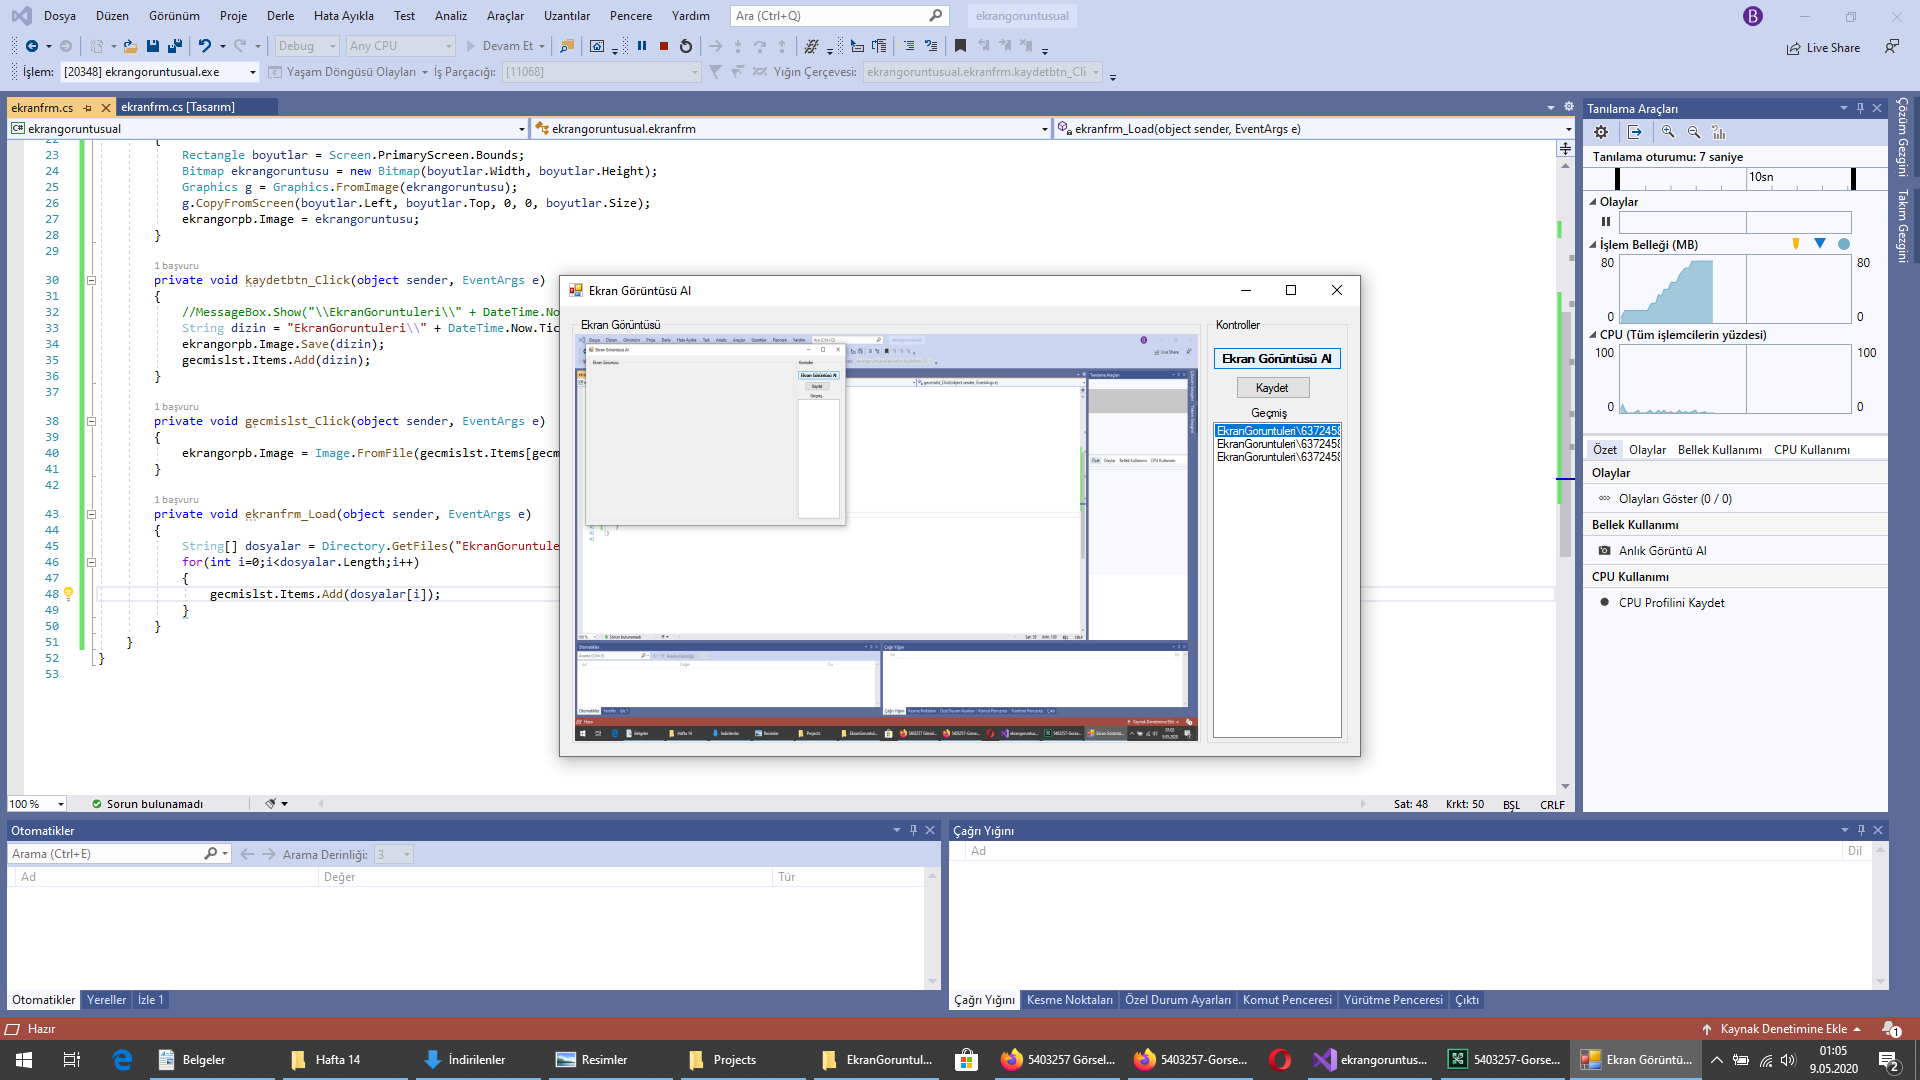 Dosya Düzen Görünüm Proje Derle Hata Ayıkla Test Analiz Araçlar Uzantılar Pencere Yardım Ara (Ctrl+Q) ekrangoruntusual B
Debug Any CPU Devam Et Live Share
İşlem: [20348] ekrangoruntusual.exe Yaşam Döngüsü Olayları İş Parçacığı: [11068] Yığın Çerçevesi: ekrangoruntusual.ekranfrm.kaydetbtn_Cli
ekranfrm.cs ekranfrm.cs [Tasarım]
ekrangoruntusual ekrangoruntusual.ekranfrm ekranfrm_Load(object sender, EventArgs e)
22 {
23 Rectangle boyutlar = Screen.PrimaryScreen.Bounds;
24 Bitmap ekrangoruntusu = new Bitmap(boyutlar.Width, boyutlar.Height);
25 Graphics g = Graphics.FromImage(ekrangoruntusu);
26 g.CopyFromScreen(boyutlar.Left, boyutlar.Top, 0, 0, boyutlar.Size);
27 ekrangorpb.Image = ekrangoruntusu;
28 }
29
1 başvuru
30 private void kaydetbtn_Click(object sender, EventArgs e)
31 {
32 //MessageBox.Show("\\EkranGoruntuleri\\" + DateTime.No
33 String dizin = "EkranGoruntuleri\\" + DateTime.Now.Tic
34 ekrangorpb.Image.Save(dizin);
35 gecmislst.Items.Add(dizin);
36 }
37
1 başvuru
38 private void gecmislst_Click(object sender, EventArgs e)
39 {
40 ekrangorpb.Image = Image.FromFile(gecmislst.Items[gecm
41 }
42
1 başvuru
43 private void ekranfrm_Load(object sender, EventArgs e)
44 {
45 String[] dosyalar = Directory.GetFiles("EkranGoruntule
46 for(int i=0;i<dosyalar.Length;i++)
47 {
48 gecmislst.Items.Add(dosyalar[i]);
49 }
50 }
51 }
52 }
53
100 % Sorun bulunamadı Sat: 48 Krkt: 50 BŞL CRLF
Ekran Görüntüsü Al
Ekran Görüntüsü
Kontroller
Ekran Görüntüsü Al
Kaydet
Geçmiş
EkranGoruntuleri\637245
EkranGoruntuleri\637245
EkranGoruntuleri\637245
Tanılama Araçları
Tanılama oturumu: 7 saniye
10sn
Olaylar
İşlem Belleği (MB)
80 80
0 0
CPU (Tüm işlemcilerin yüzdesi)
100 100
0 0
Özet Olaylar Bellek Kullanımı CPU Kullanımı
Olaylar
Olayları Göster (0 / 0)
Bellek Kullanımı
Anlık Görüntü Al
CPU Kullanımı
CPU Profilini Kaydet
Çözüm Gezgini
Takım Gezgini
Otomatikler
Arama (Ctrl+E) Arama Derinliği: 3
Ad Değer Tür
Otomatikler Yereller İzle 1
Çağrı Yığını
Ad Dil
Çağrı Yığını Kesme Noktaları Özel Durum Ayarları Komut Penceresi Yürütme Penceresi Çıktı
Hazır Kaynak Denetimine Ekle 1
Belgeler Hafta 14 İndirilenler Resimler Projects EkranGoruntul... 5403257 Görsel... 5403257-Gorse... ekrangoruntus... 5403257-Gorse... Ekran Görüntü... 01:05
9.05.2020 2